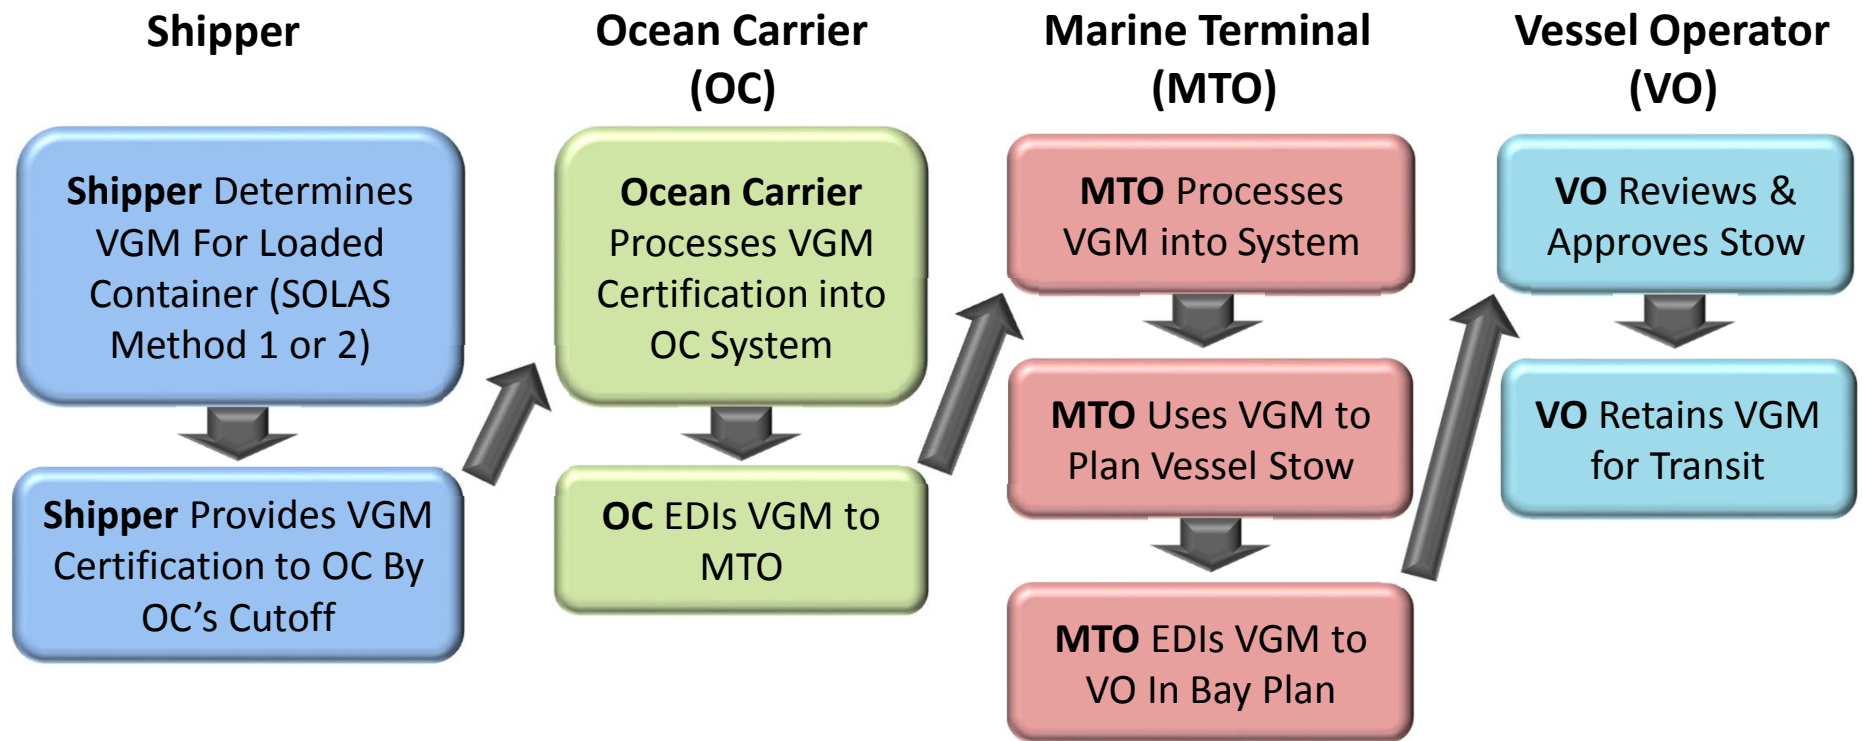 Shipper
Ocean Carrier
(OC)
Marine Terminal
(MTO)
Vessel Operator
(VO)
Shipper Determines
VGM For Loaded
Container (SOLAS
Method 1 or 2)
Shipper Provides VGM
Certification to OC By
OC’s Cutoff
Ocean Carrier
Processes VGM
Certification into
OC System
OC EDIs VGM to
MTO
MTO Processes
VGM into System
MTO Uses VGM to
Plan Vessel Stow
MTO EDIs VGM to
VO In Bay Plan
VO Reviews &
Approves Stow
VO Retains VGM
for Transit